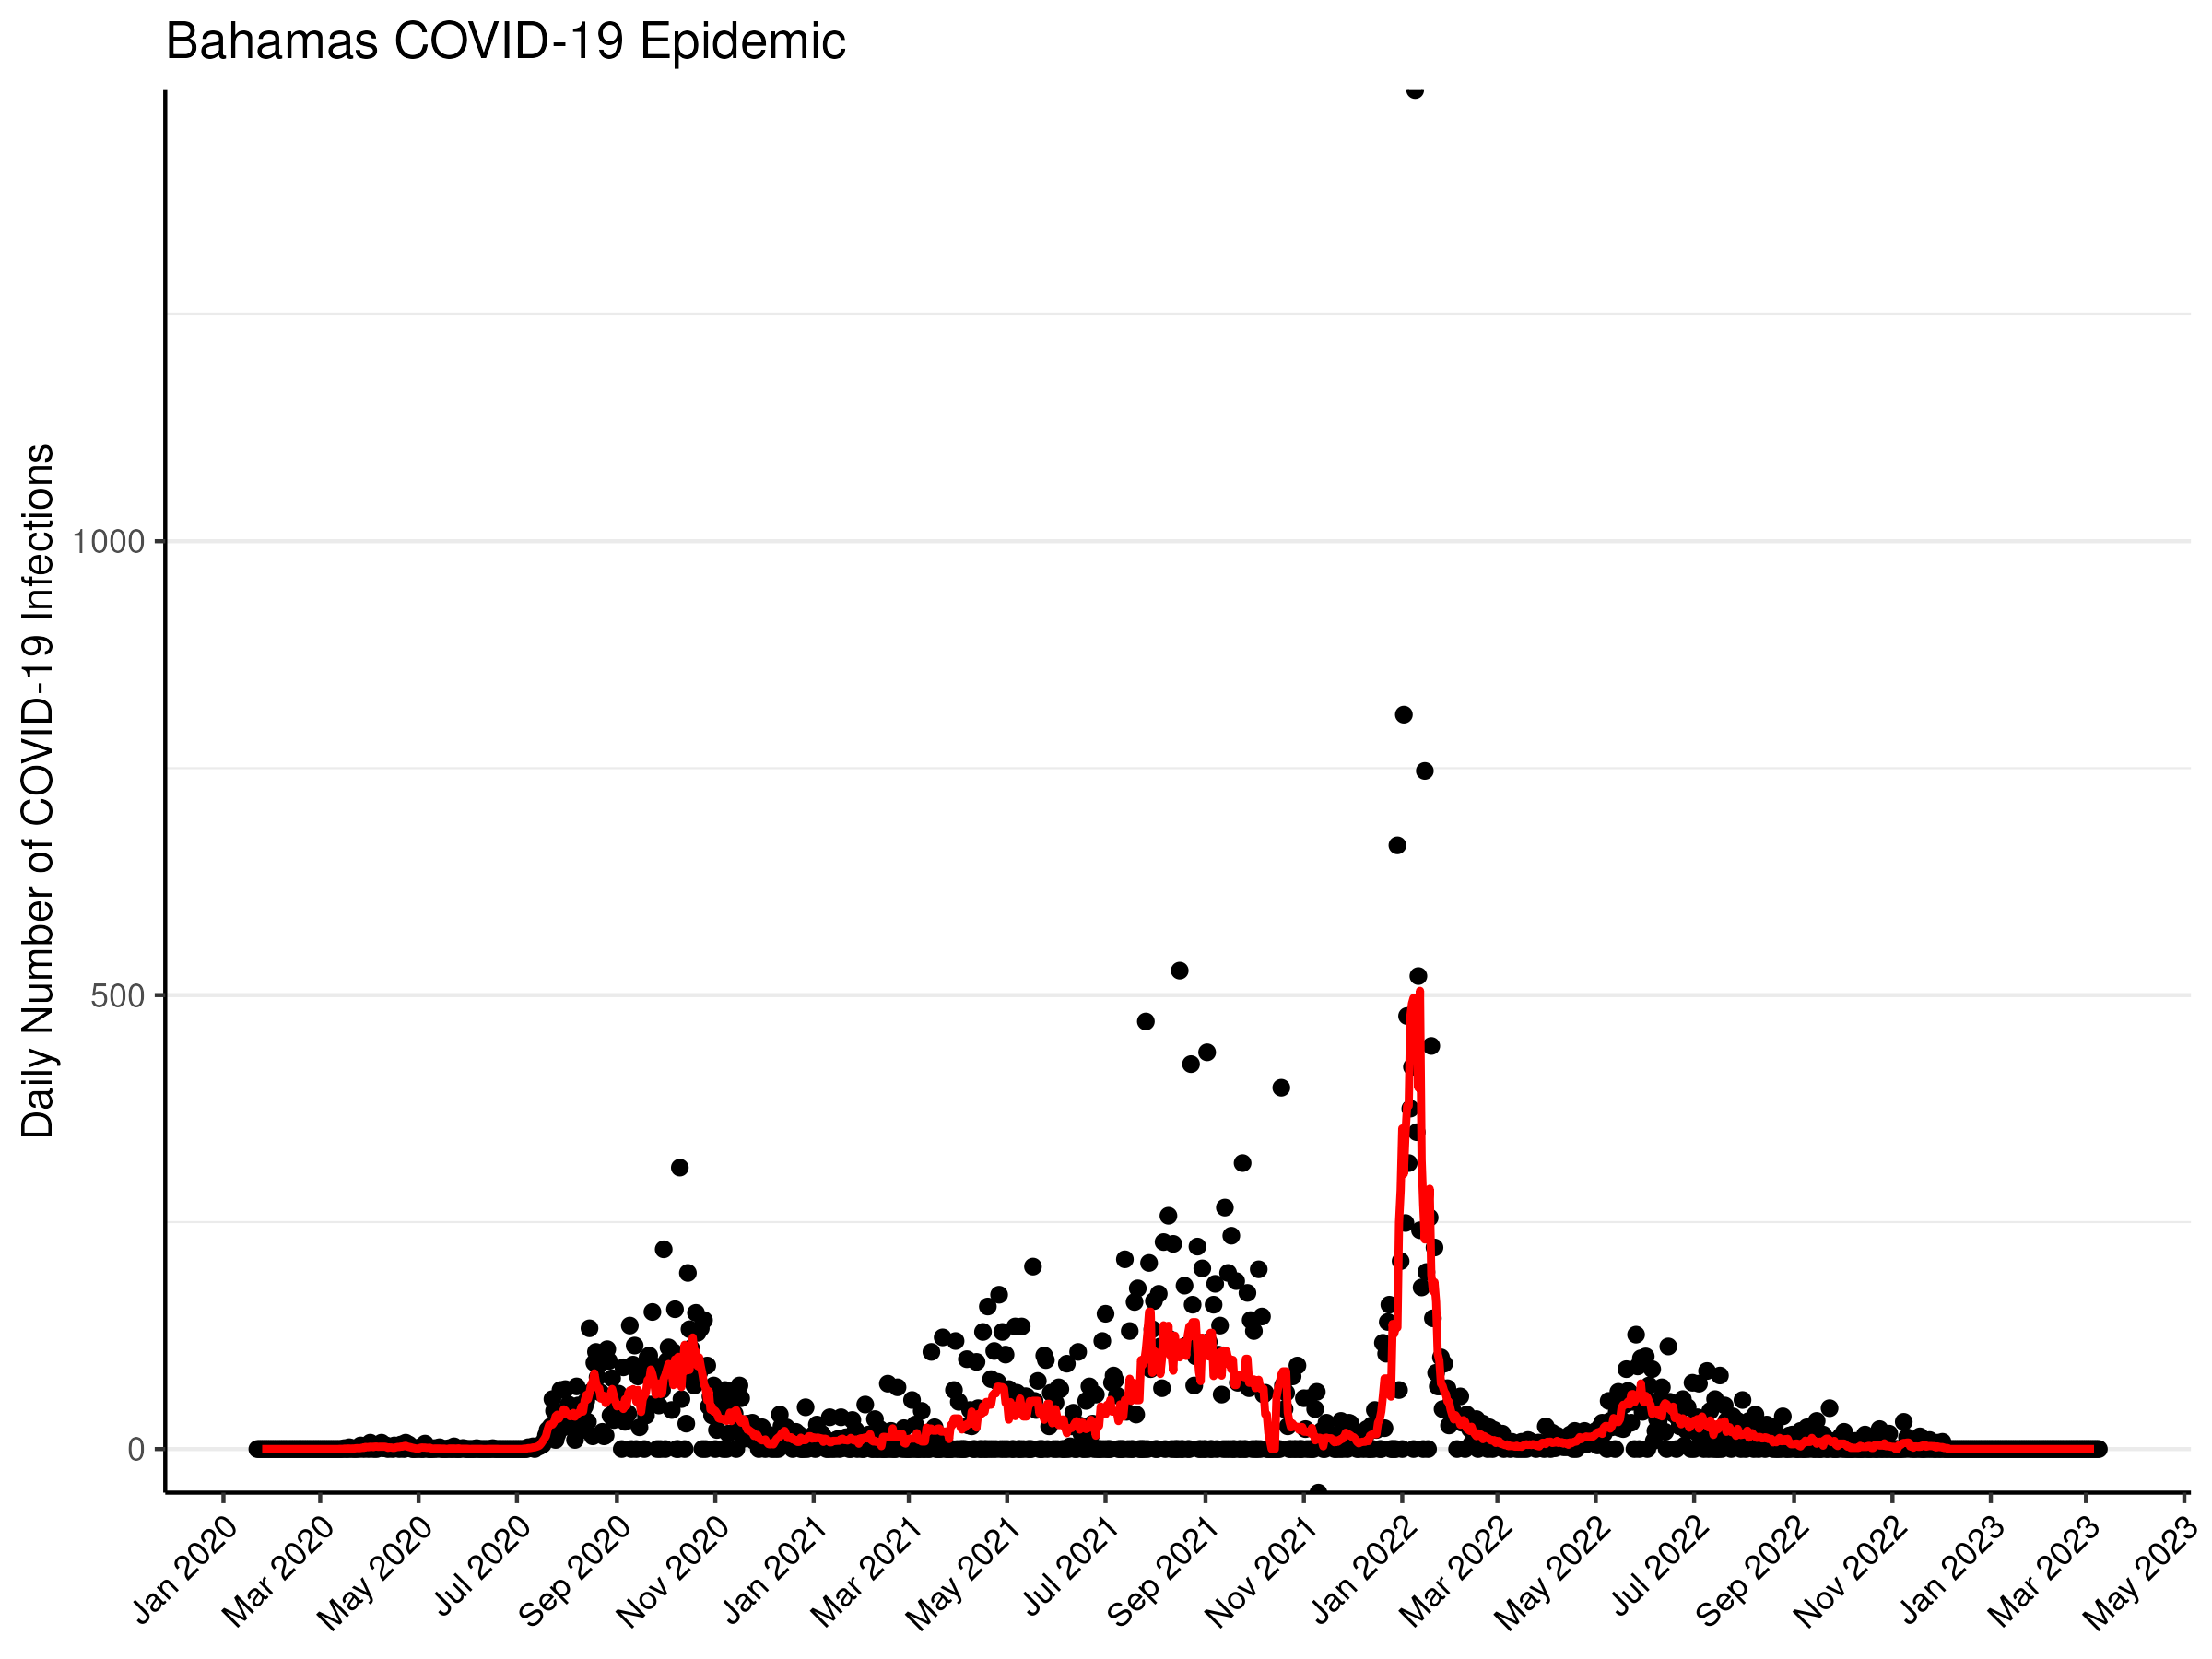 Bahamas COVID-19 Epidemic
Daily Number of COVID-19 Infections
1000
500
0
Jan 2020
Mar 2020
May 2020
Jul 2020
Sep 2020
Nov 2020
Jan 2021
Mar 2021
May 2021
Jul 2021
Sep 2021
Nov 2021
Jan 2022
Mar 2022
May 2022
Jul 2022
Sep 2022
Nov 2022
Jan 2023
Mar 2023
May 2023